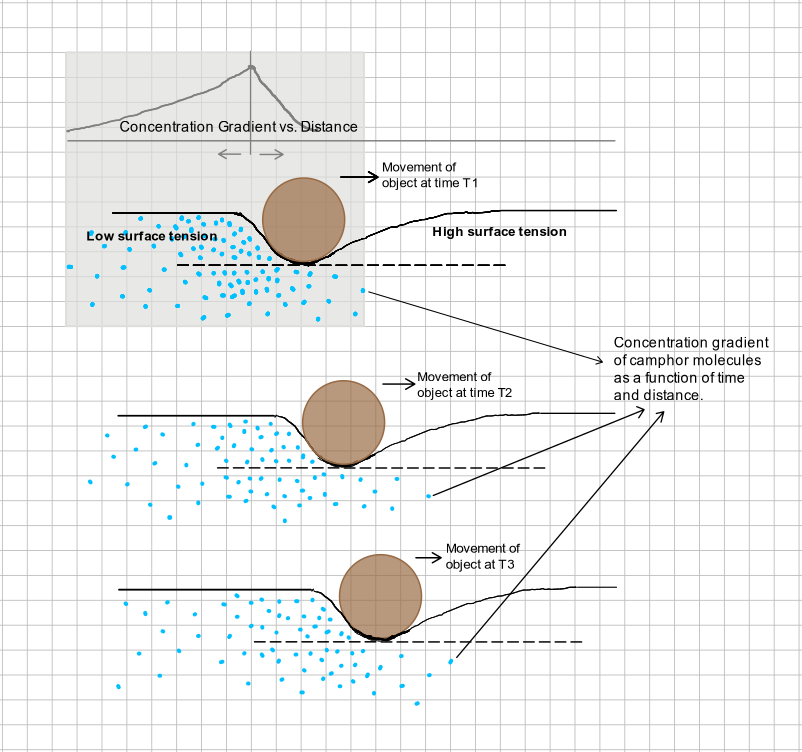 Concentration Gradient vs. Distance
Movement of
object at time T1
Low surface tension
High surface tension
Concentration gradient
of camphor molecules
as a function of time
and distance.
Movement of
object at time T2
Movement of
object at T3